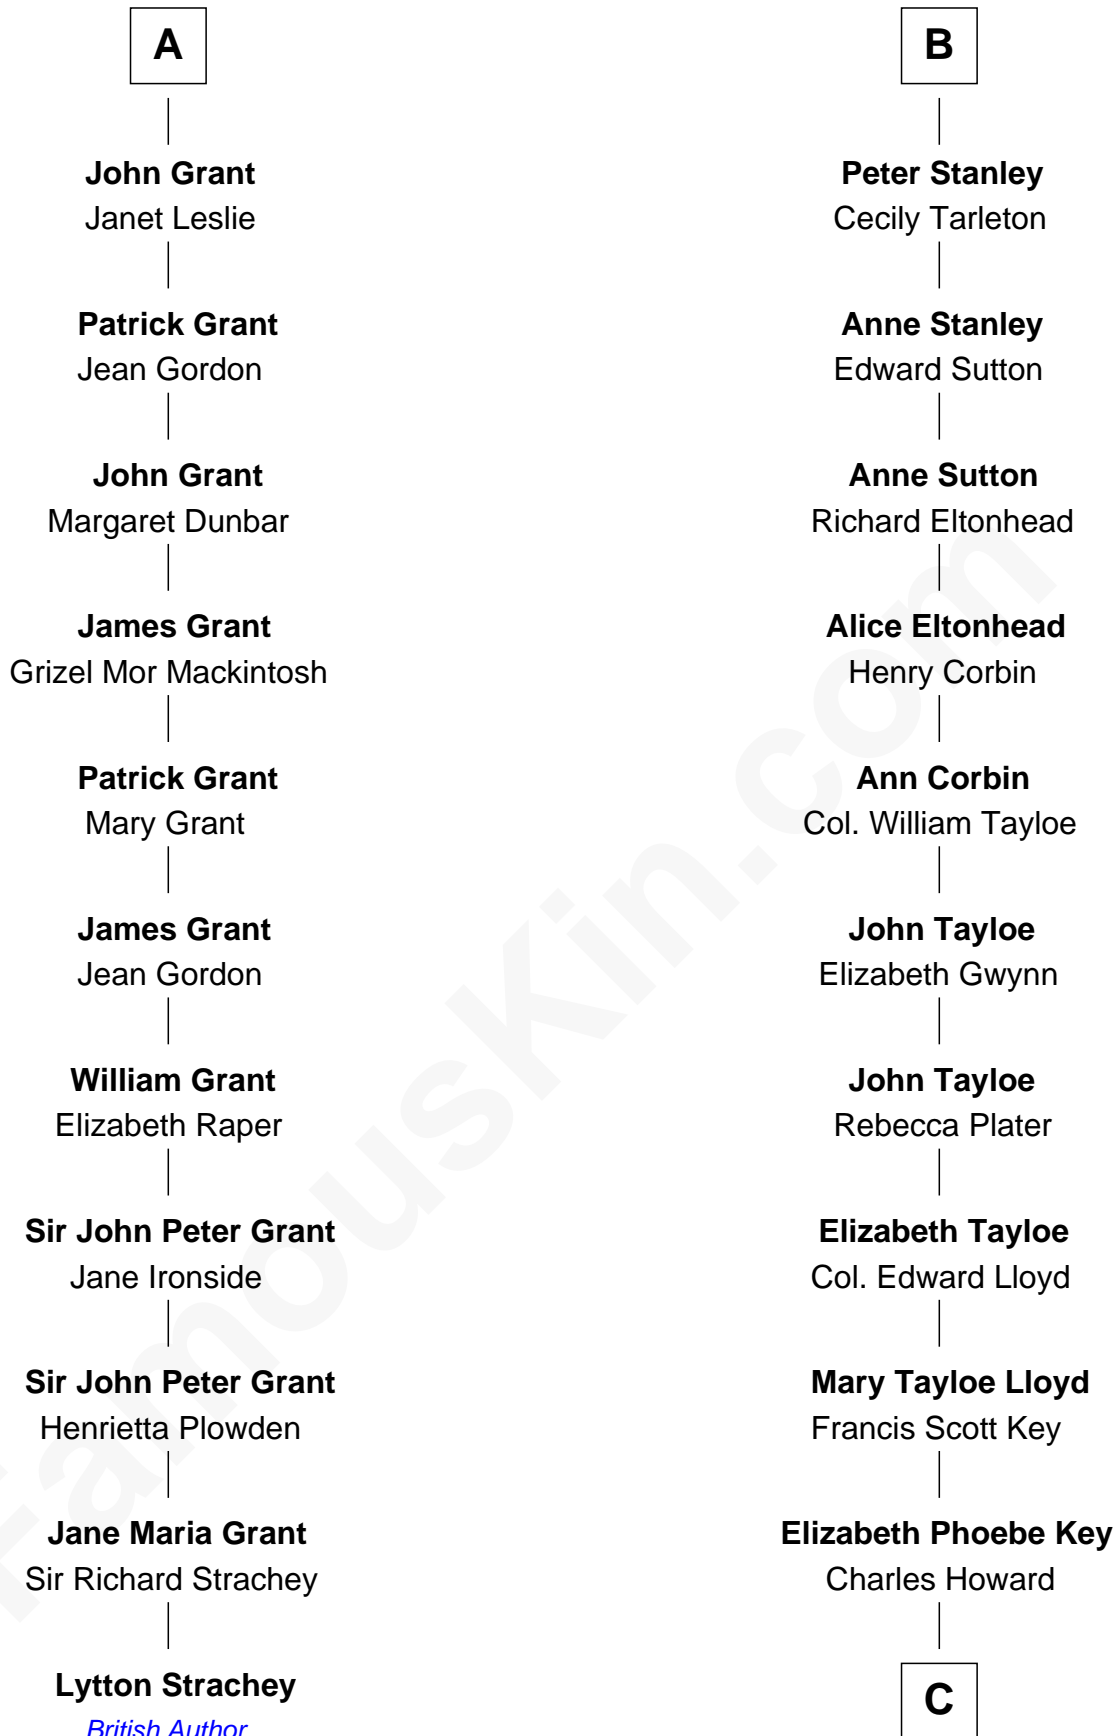 A
John Grant
Janet Leslie
Patrick Grant
Jean Gordon
John Grant
Margaret Dunbar
James Grant
Grizel Mor Mackintosh
Patrick Grant
Mary Grant
James Grant
Jean Gordon
William Grant
Elizabeth Raper
Sir John Peter Grant
Jane Ironside
Sir John Peter Grant
Henrietta Plowden
Jane Maria Grant
Sir Richard Strachey
Lytton Strachey
British Author
B
Peter Stanley
Cecily Tarleton
Anne Stanley
Edward Sutton
Anne Sutton
Richard Eltonhead
Alice Eltonhead
Henry Corbin
Ann Corbin
Col. William Tayloe
John Tayloe
Elizabeth Gwynn
John Tayloe
Rebecca Plater
Elizabeth Tayloe
Col. Edward Lloyd
Mary Tayloe Lloyd
Francis Scott Key
Elizabeth Phoebe Key
Charles Howard
C
FamousKin.com